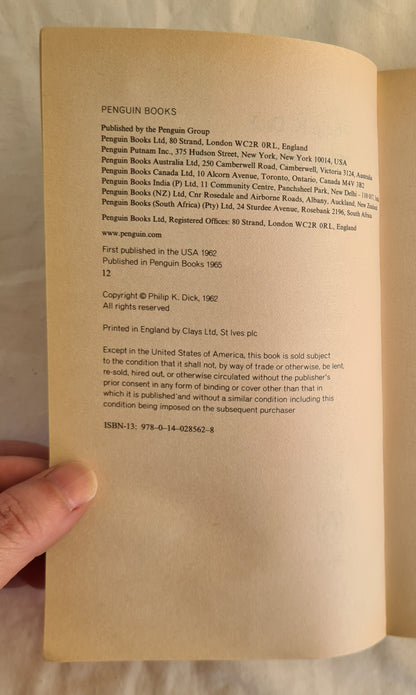 PENGUIN BOOKS
Published by the Penguin Group
Penguin Books Ltd, 80 Strand, London WC2R 0RL, England
Penguin Putnam Inc., 375 Hudson Street, New York, New York 10014, USA
Penguin Books Australia Ltd, 250 Camberwell Road, Camberwell, Victoria 3124, Australia
Penguin Books Canada Ltd, 10 Alcorn Avenue, Toronto, Ontario, Canada M4V 3B2
Penguin Books India (P) Ltd, 11 Community Centre, Panchsheel Park, New Delhi – 110 017,
Penguin Books (NZ) Ltd, Cnr Rosedale and Airborne Roads, Albany, Auckland, New Zealand
Penguin Books (South Africa) (Pty) Ltd, 24 Sturdee Avenue, Rosebank 2196, South Africa
Penguin Books Ltd, Registered Offices: 80 Strand, London WC2R 0RL, England
www.penguin.com
First published in the USA 1962
Published in Penguin Books 1965
12
Copyright © Philip K. Dick, 1962
All rights reserved
Printed in England by Clays Ltd, St Ives plc
Except in the United States of America, this book is sold subject
to the condition that it shall not, by way of trade or otherwise, be lent,
re-sold, hired out, or otherwise circulated without the publisher's
prior consent in any form of binding or cover other than that in
which it is published and without a similar condition including this
condition being imposed on the subsequent purchaser
ISBN-13: 978-0-14-028562-8